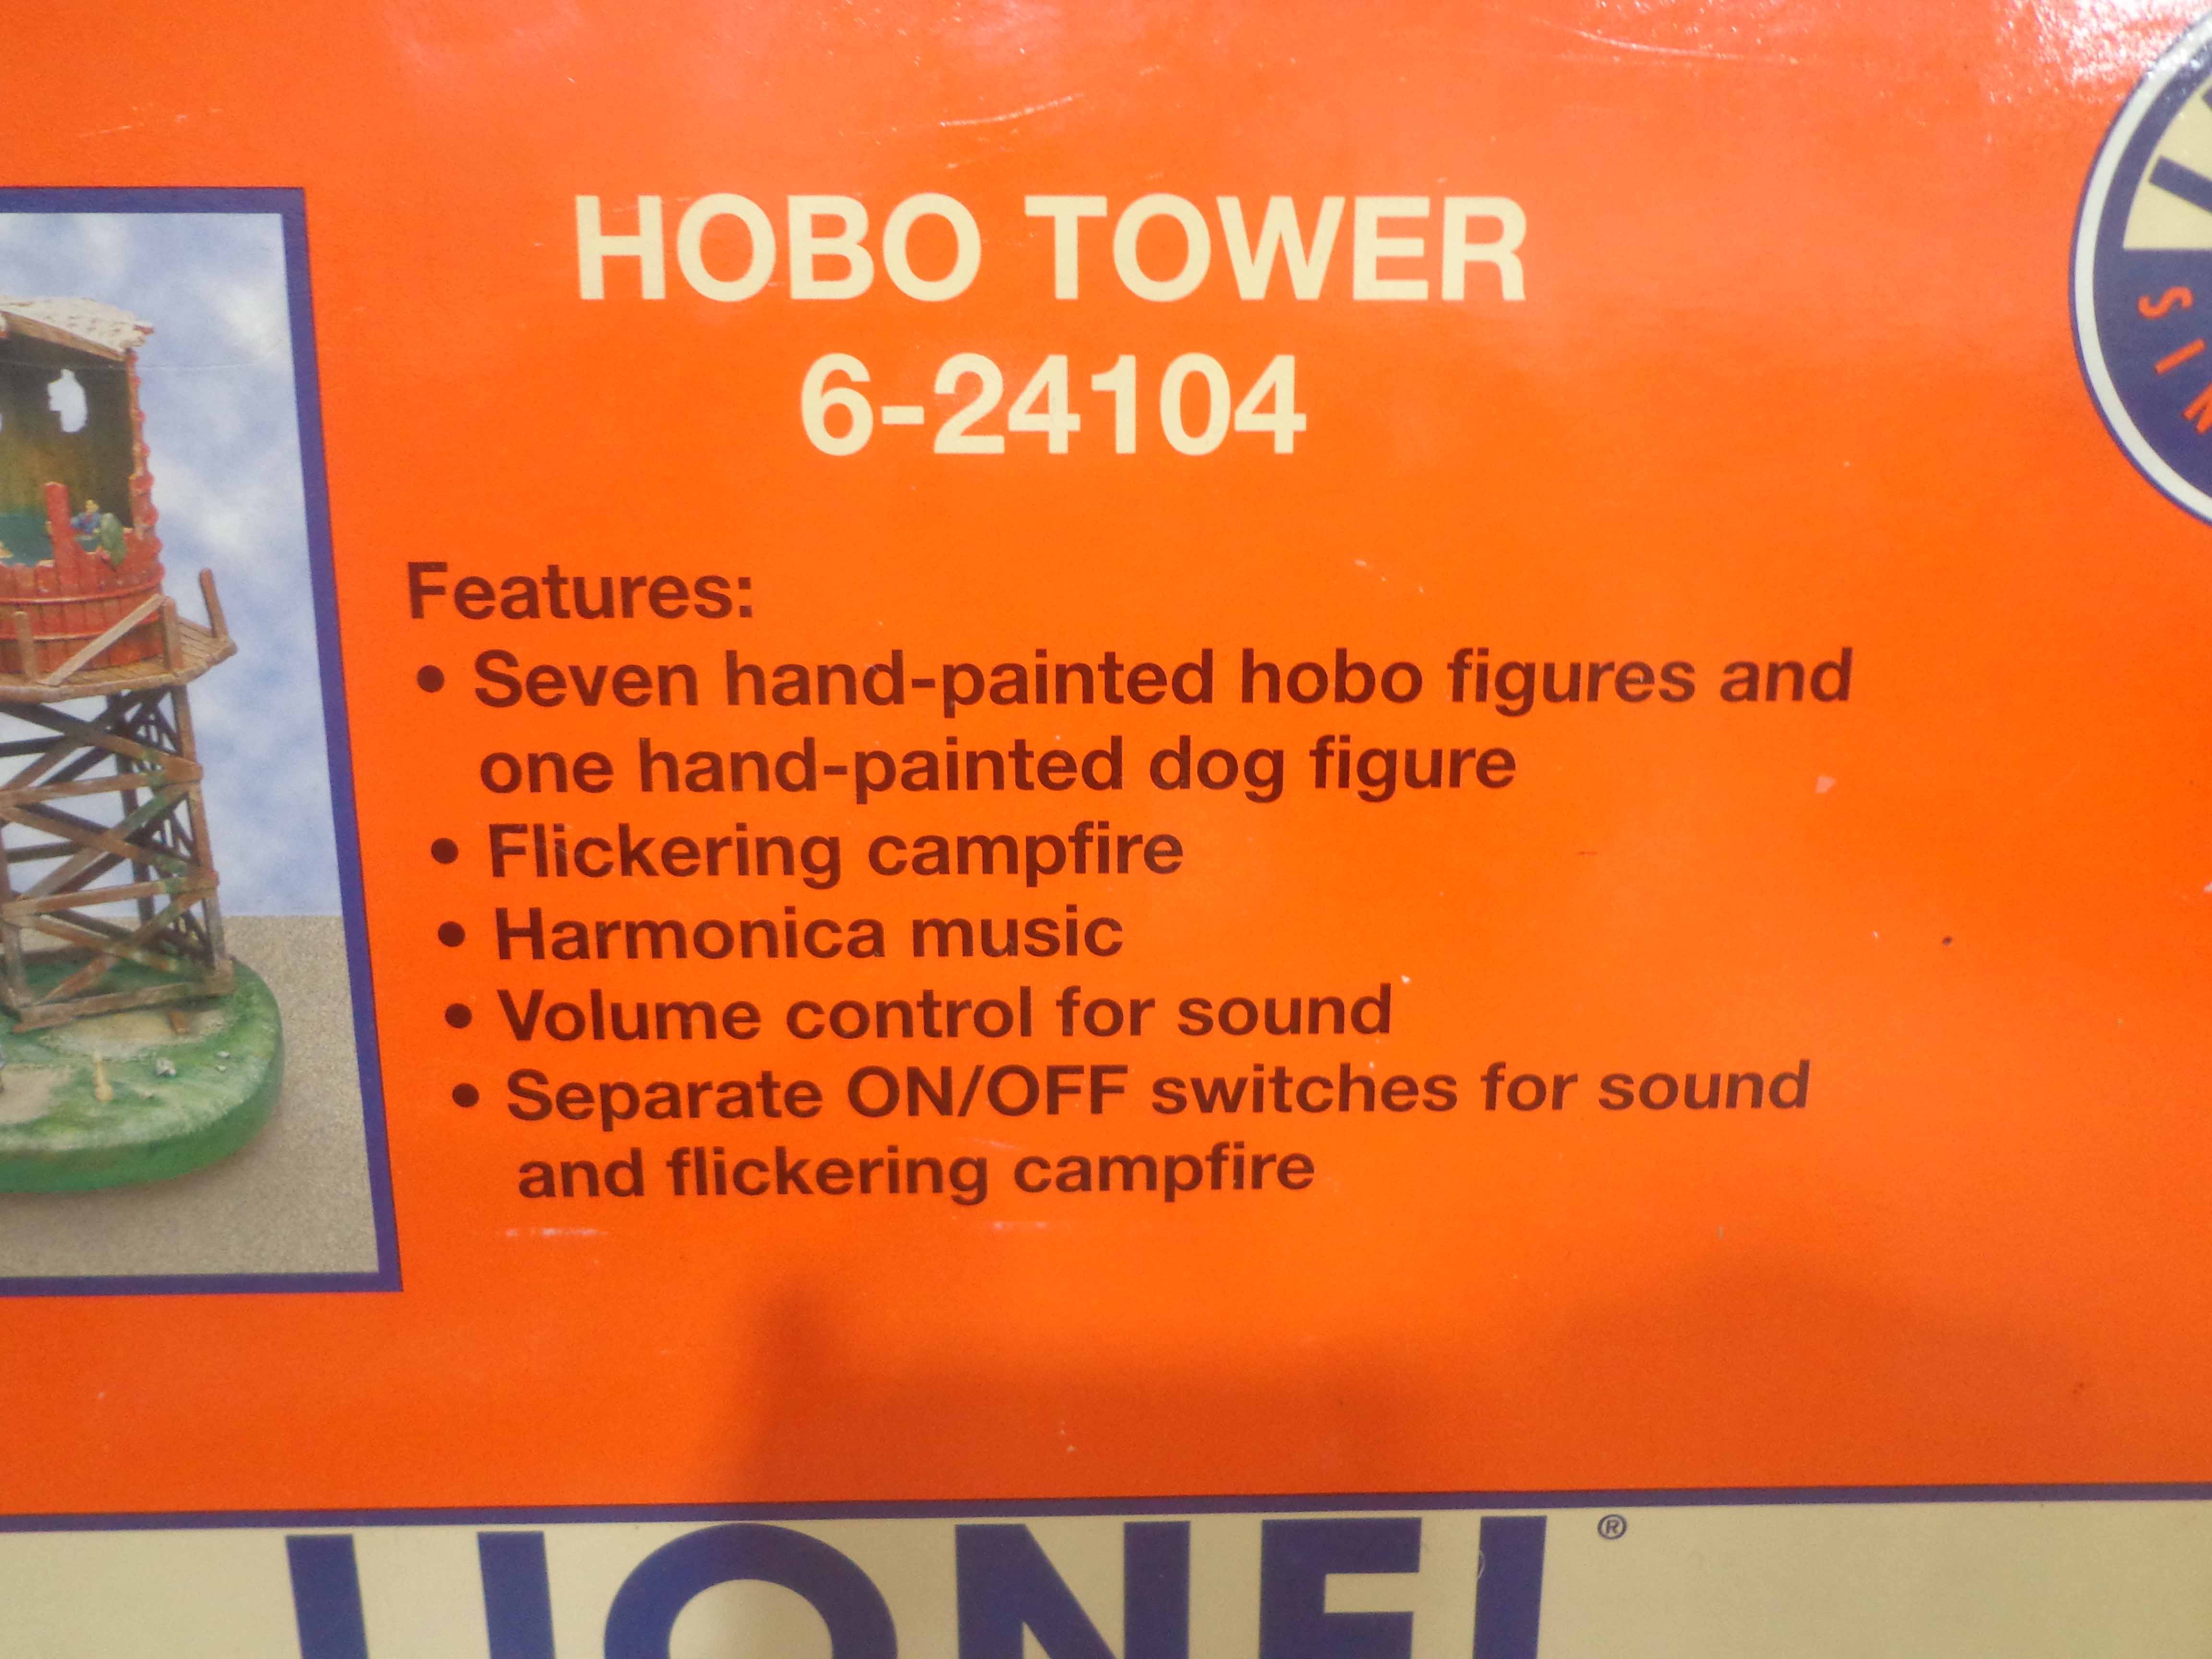 HOBO TOWER
6-24104
Features:
• Seven hand-painted hobo figures and
one hand-painted dog figure
• Flickering campfire
• Harmonica music
• Volume control for sound
• Separate ON/OFF switches for sound
and flickering campfire
LIONEL ®